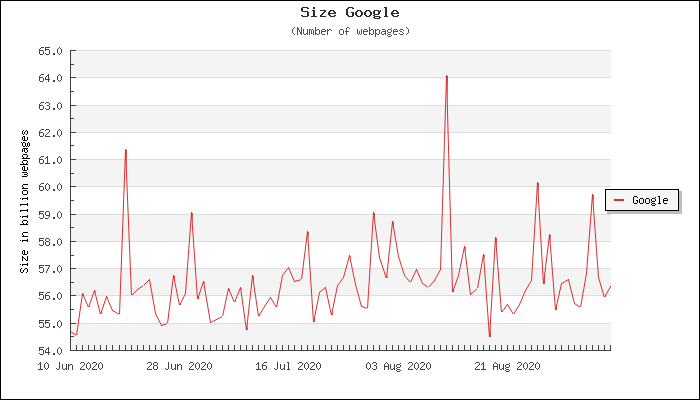 Size Google
(Number of webpages)
65.0
64.0
63.0
62.0
61.0
60.0
59.0
58.0
57.0
56.0
55.0
54.0
Size in billion webpages
Google
10 Jun 2020 28 Jun 2020 16 Jul 2020 03 Aug 2020 21 Aug 2020